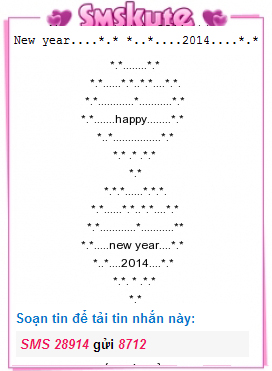 Smskute
New year....*.* *..*....2014....*.*
*.*........*.*
*.*......*.*..*.*....*.*.
*.*............*...........*.*
*.*.......happy........*.*
*..*................*.*
*.*..*..*.*
*.*
*.*.*......*.*.*.
*.*......*.*..*.*....*.*
*.*............*..........**
*.*.....new year....*.*
*..*....2014....*.*
*.*..*..*.*
*.*
Soạn tin để tải tin nhắn này:
SMS 28914 gửi 8712